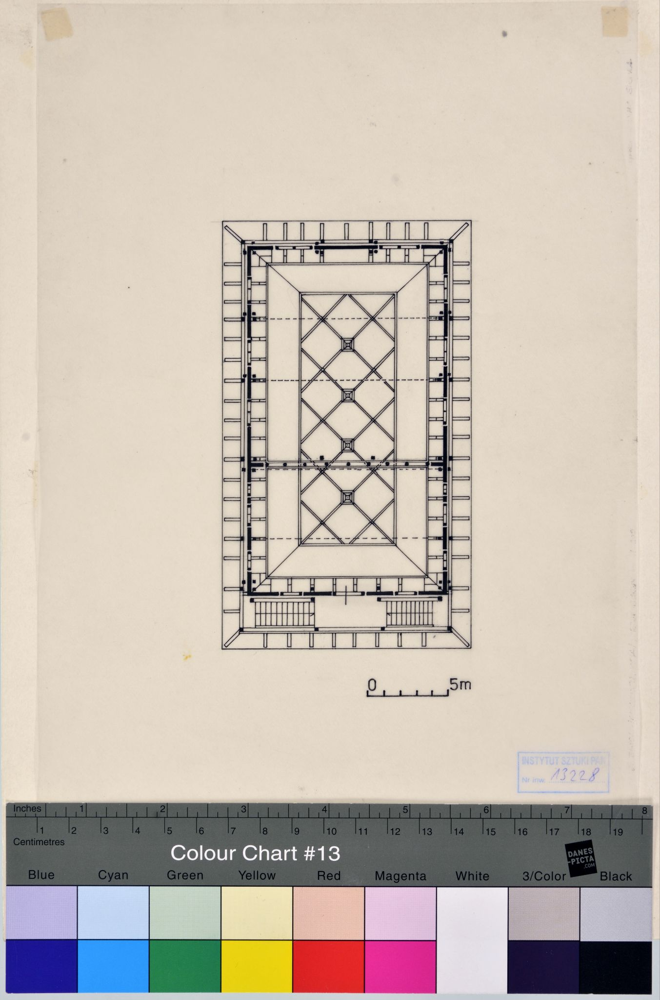 0 5m
INSTYTUT SZTUKI PAN
Nr inw. 13228
Inches 1 2 3 4 5 6 7 8
1 2 3 4 5 6 7 8 9 10 11 12 13 14 15 16 17 18 19
Centimetres
Colour Chart #13
DANES
-PICTA
.COM
Blue Cyan Green Yellow Red Magenta White 3/Color Black